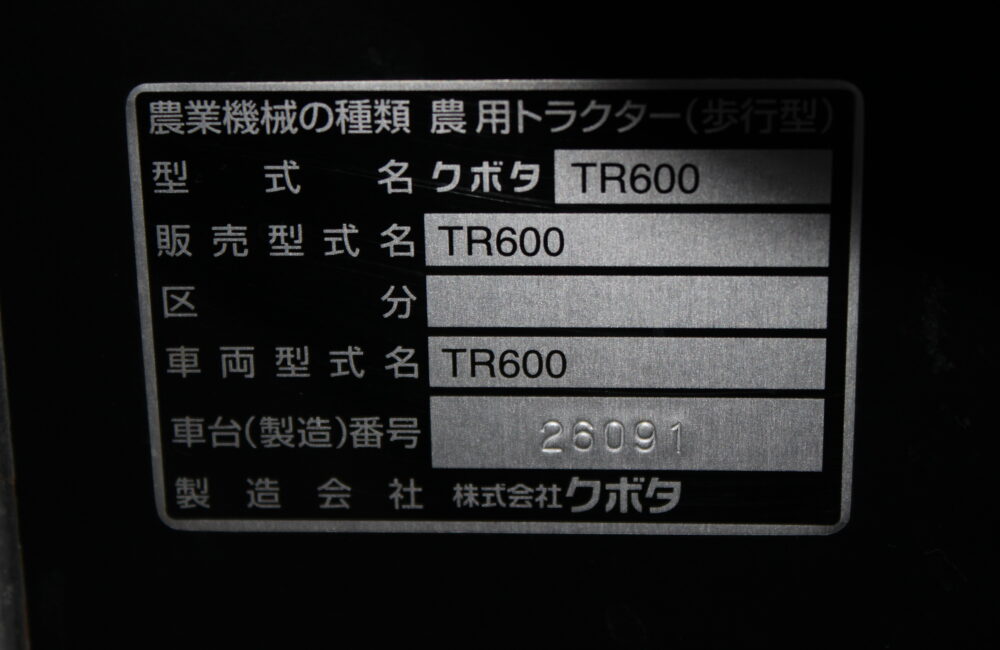 農業機械の種類 農用トラクター(歩行型)
型式名 クボタ TR600
販売型式名 TR600
区分
車両型式名 TR600
車台(製造)番号 26091
製造会社 株式会社クボタ